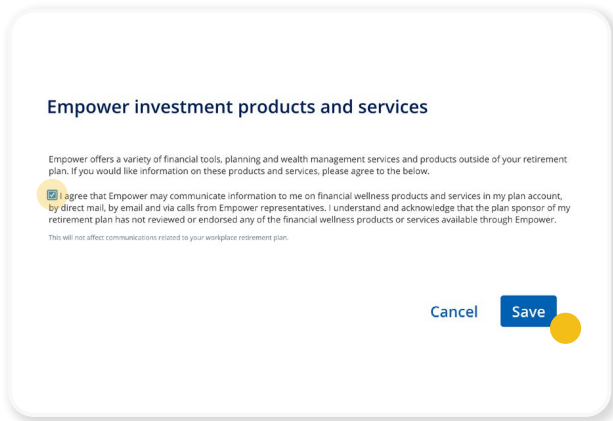 Empower investment products and services
Empower offers a variety of financial tools, planning and wealth management services and products outside of your retirement
plan. If you would like information on these products and services, please agree to the below.
I agree that Empower may communicate information to me on financial wellness products and services in my plan account,
by direct mail, by email and via calls from Empower representatives. I understand and acknowledge that the plan sponsor of my
retirement plan has not reviewed or endorsed any of the financial wellness products or services available through Empower.
This will not affect communications related to your workplace retirement plan.
Cancel Save